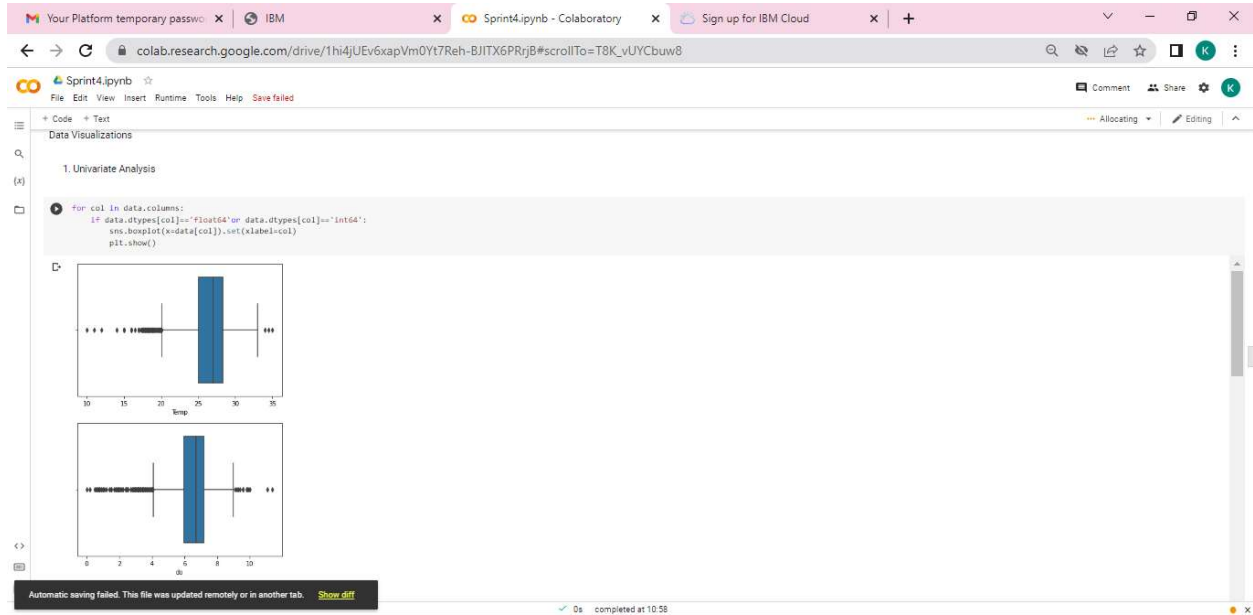 Your Platform temporary passwo
IBM
Sprint4.ipynb - Colaboratory
Sign up for IBM Cloud
colab.research.google.com/drive/1hi4jUEv6xapVm0Yt7Reh-BJlTX6PRrjB#scrollTo=T8K_vUYCbuw8
K
CO
Sprint4.ipynb
File Edit View Insert Runtime Tools Help Save failed
Comment Share K
+ Code + Text
Allocating Editing
Data Visualizations
1. Univariate Analysis
{x}
for col in data.columns:
if data.dtypes[col]=='float64'or data.dtypes[col]=='int64':
sns.boxplot(x=data[col]).set(xlabel=col)
plt.show()
10 15 20 25 30 35
Temp
0 2 4 6 8 10
do
Automatic saving failed. This file was updated remotely or in another tab. Show diff
0s completed at 10:58